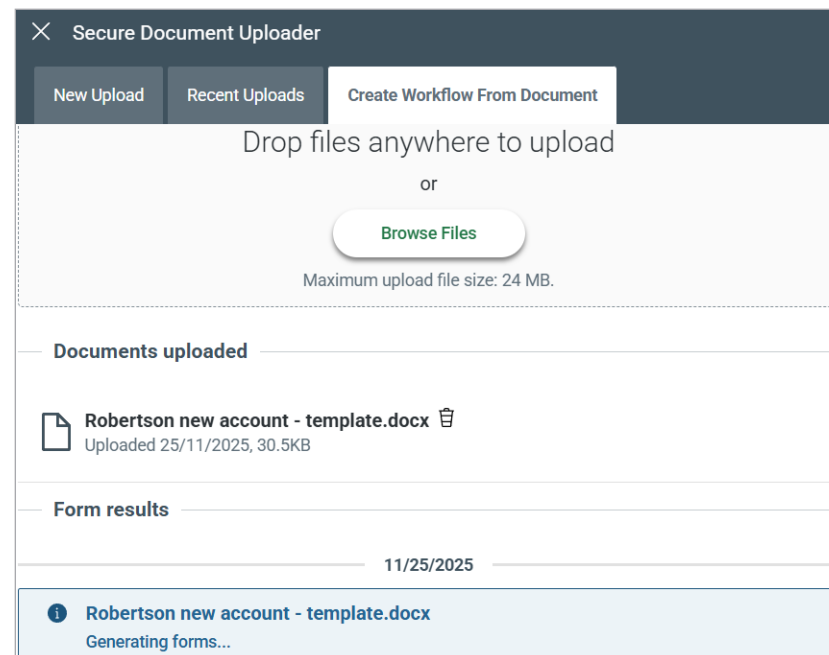 Secure Document Uploader
New Upload
Recent Uploads
Create Workflow From Document
Drop files anywhere to upload
or
Browse Files
Maximum upload file size: 24 MB.
Documents uploaded
Robertson new account - template.docx
Uploaded 25/11/2025, 30.5KB
Form results
11/25/2025
Robertson new account - template.docx
Generating forms...